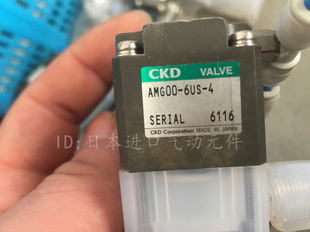 CKD VALVE
AMG00-6US-4
SERIAL 6116
CKD Corporation MADE IN JAPAN
ID:日本进口气动元件